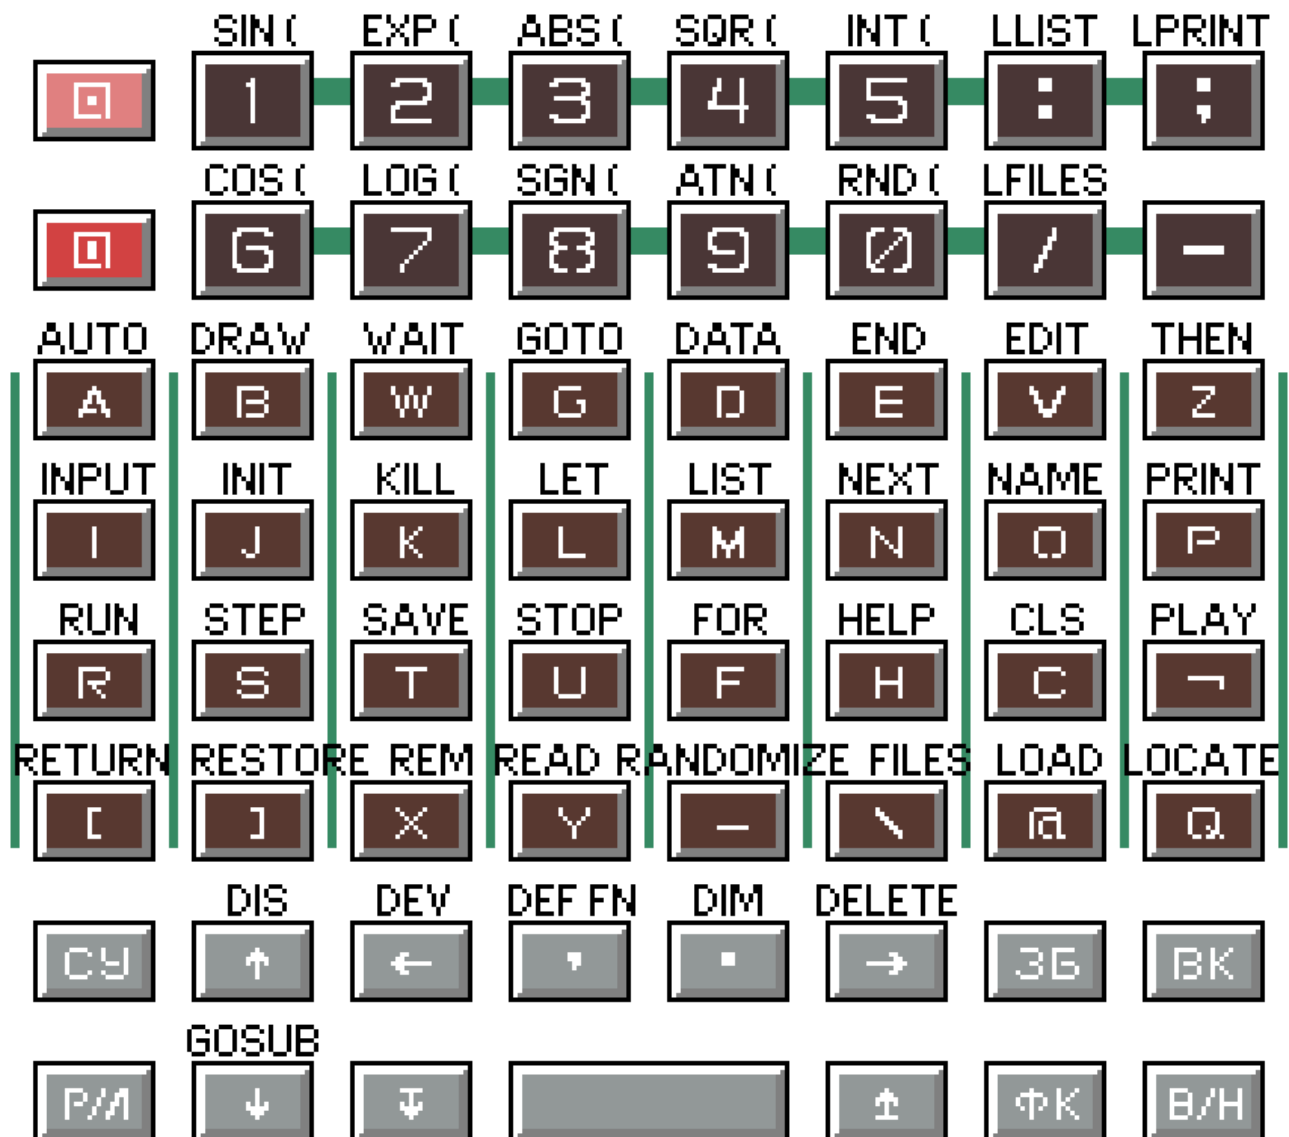 SIN ( EXP ( ABS ( SQR ( INT ( LLIST LPRINT
1 2 3 4 5 : ;
COS ( LOG ( SGN ( ATN ( RND ( LFILES
6 7 8 9 0 / -
AUTO DRAW WAIT GOTO DATA END EDIT THEN
A B W G D E V Z
INPUT INIT KILL LET LIST NEXT NAME PRINT
I J K L M N O P
RUN STEP SAVE STOP FOR HELP CLS PLAY
R S T U F H C ¬
RETURN RESTORE REM READ RANDOMIZE FILES LOAD LOCATE
[ ] X Y _ \ @ Q
DIS DEV DEF FN DIM DELETE
СУ ↑ ← , . → ЗБ ВК
GOSUB
Р/Л ↓ ↧ ↥ ФК В/Н